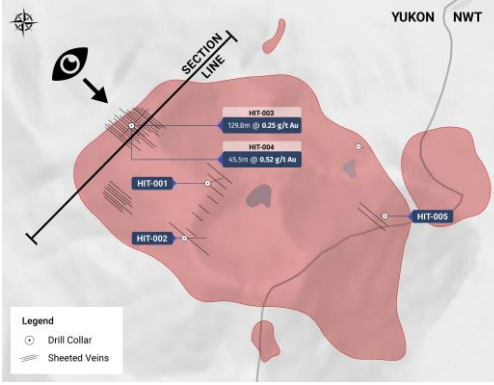 YUKON NWT
SECTION
LINE
HIT-003
129.8m @ 0.25 g/t Au
HIT-004
45.5m @ 0.52 g/t Au
HIT-001
HIT-005
HIT-002
Legend
Drill Collar
Sheeted Veins